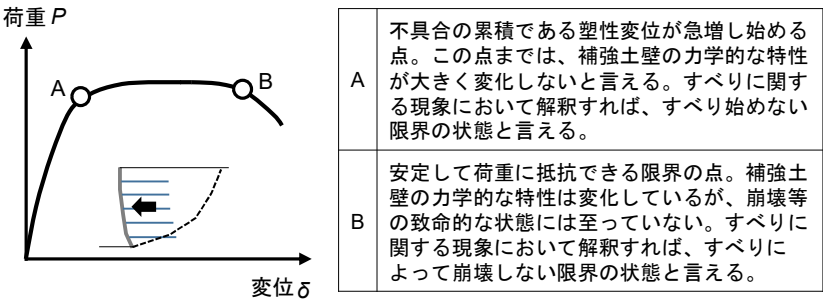 荷重 P
A
B
変位δ
A
不具合の累積である塑性変位が急増し始める
点。この点までは、補強土壁の力学的な特性
が大きく変化しないと言える。すべりに関す
る現象において解釈すれば、すべり始めない
限界の状態と言える。
B
安定して荷重に抵抗できる限界の点。補強土
壁の力学的な特性は変化しているが、崩壊等
の致命的な状態には至っていない。すべりに
関する現象において解釈すれば、すべりに
よって崩壊しない限界の状態と言える。